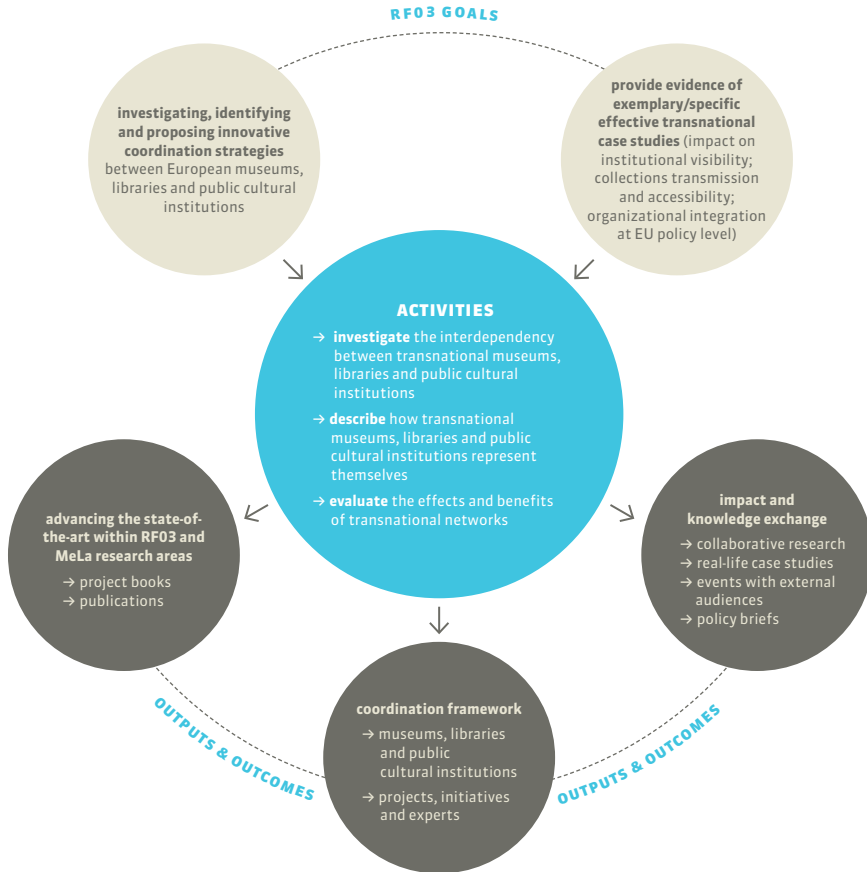 RF03 GOALS
investigating, identifying
and proposing innovative
coordination strategies
between European museums,
libraries and public cultural
institutions
provide evidence of
exemplary/specific
effective transnational
case studies (impact on
institutional visibility;
collections transmission
and accessibility;
organizational integration
at EU policy level)
ACTIVITIES
→ investigate the interdependency
between transnational museums,
libraries and public cultural
institutions
→ describe how transnational
museums, libraries and public
cultural institutions represent
themselves
→ evaluate the effects and benefits
of transnational networks
advancing the state-of-
the-art within RF03 and
MeLa research areas
→ project books
→ publications
impact and
knowledge exchange
→ collaborative research
→ real-life case studies
→ events with external
audiences
→ policy briefs
coordination framework
→ museums, libraries
and public
cultural institutions
→ projects, initiatives
and experts
OUTPUTS & OUTCOMES
OUTPUTS & OUTCOMES